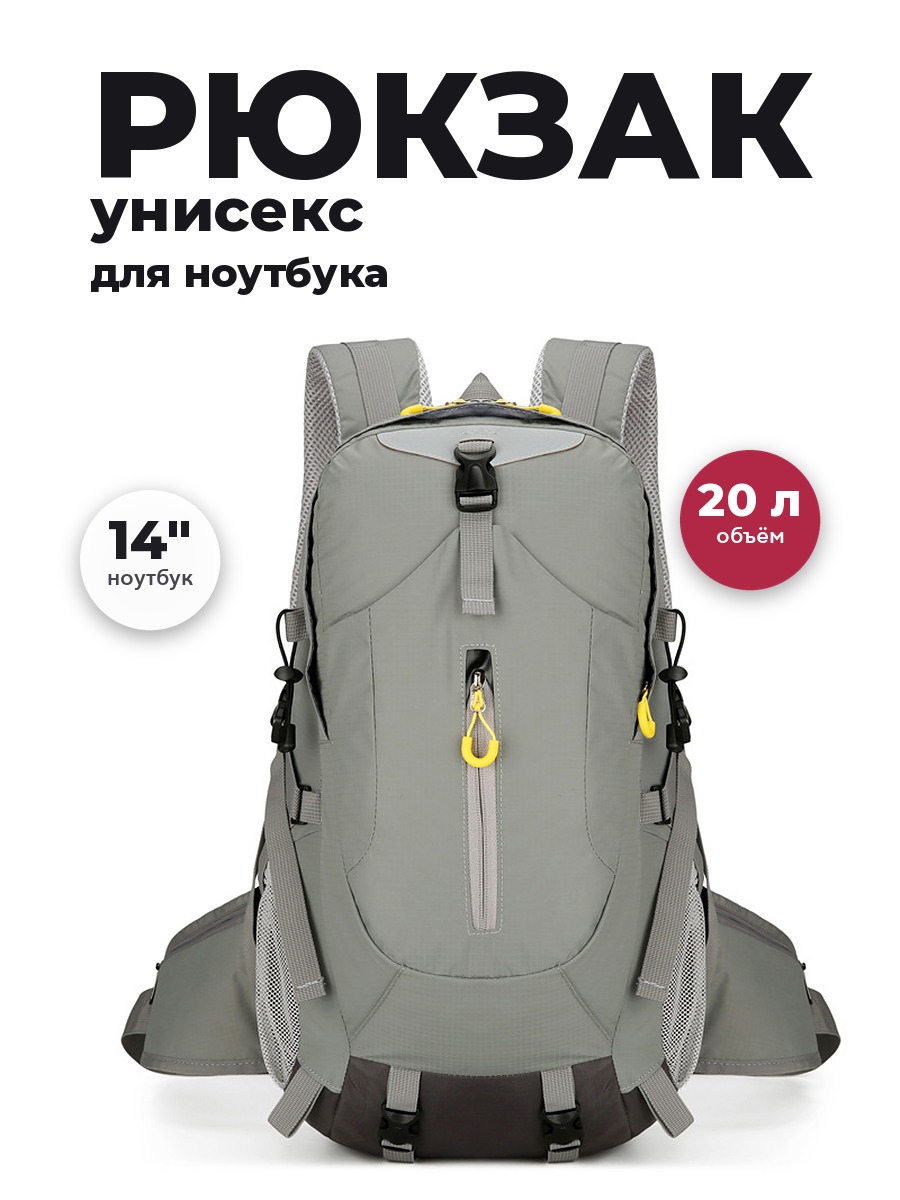 РЮКЗАК
унисекс
для ноутбука
14"
ноутбук
20 л
объём